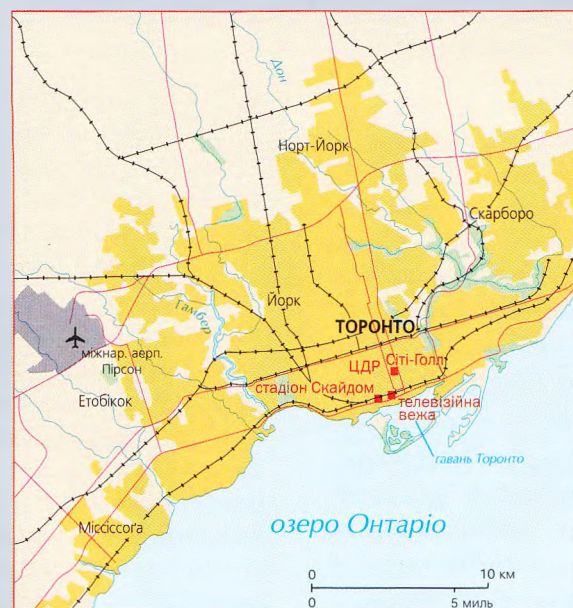 Дон
Норт-Йорк
Скарборо
Гамбер
Йорк
ТОРОНТО
міжнар. аерп.
Пірсон
ЦДР
Сіті-Голл
стадіон Скайдом
Етобікок
телевізійна
вежа
гавань Торонто
Міссіссоґа
озеро Онтаріо
0
10 км
0
5 миль